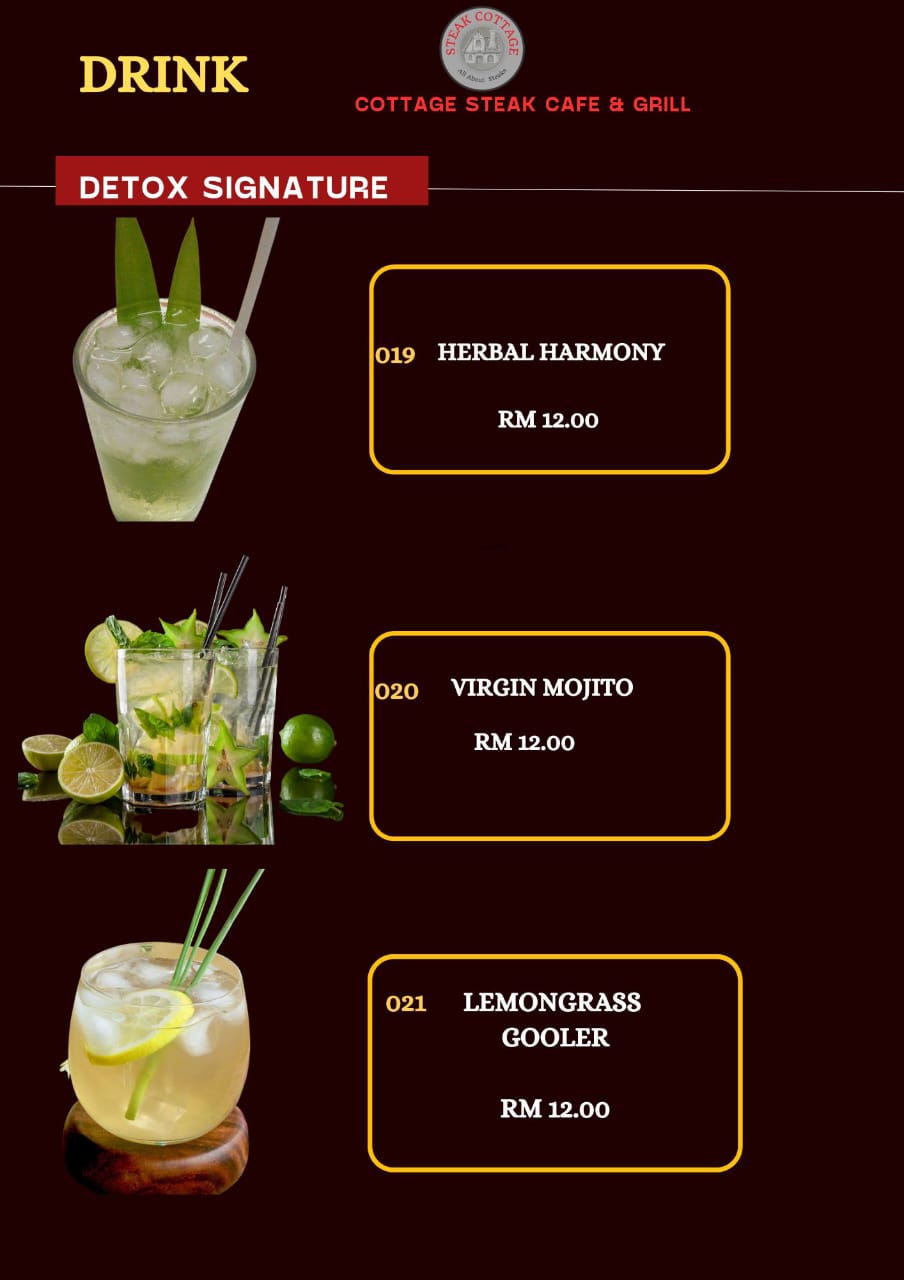 STEAK COTTAGE
All About Steaks
DRINK
COTTAGE STEAK CAFE & GRILL
DETOX SIGNATURE
019 HERBAL HARMONY
RM 12.00
020 VIRGIN MOJITO
RM 12.00
021 LEMONGRASS
GOOLER
RM 12.00